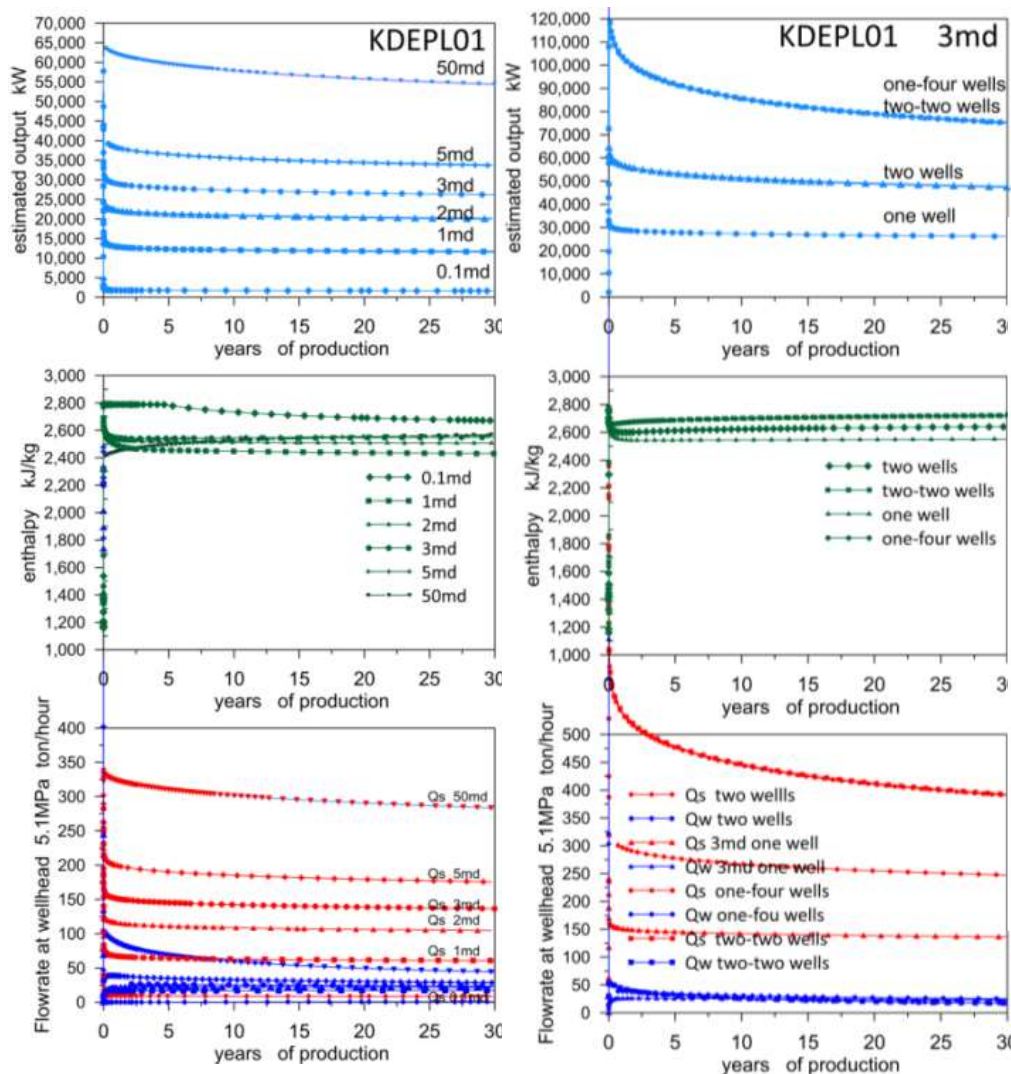 KDEPL01
estimated output kW
70,000
65,000
60,000
55,000
50,000
45,000
40,000
35,000
30,000
25,000
20,000
15,000
10,000
5,000
0
50md
5md
3md
2md
1md
0.1md
0 5 10 15 20 25 30
years of production
KDEPL01 3md
estimated output kW
120,000
110,000
100,000
90,000
80,000
70,000
60,000
50,000
40,000
30,000
20,000
10,000
0
one-four wells
two-two wells
two wells
one well
0 5 10 15 20 25 30
years of production
enthalpy kJ/kg
3,000
2,800
2,600
2,400
2,200
2,000
1,800
1,600
1,400
1,200
1,000
0.1md
1md
2md
3md
5md
50md
0 5 10 15 20 25 30
years of production
enthalpy kJ/kg
3,000
2,800
2,600
2,400
2,200
2,000
1,800
1,600
1,400
1,200
1,000
two wells
two-two wells
one well
one-four wells
0 5 10 15 20 25 30
years of production
Flowrate at wellhead 5.1MPa ton/hour
400
350
300
250
200
150
100
50
0
Qs 50md
Qs 5md
Qs 3md
Qs 2md
Qs 1md
Qs 0.1md
0 5 10 15 20 25 30
years of production
Flowrate at wellhead 5.1MPa ton/hour
500
450
400
350
300
250
200
150
100
50
0
Qs two wellls
Qw two wells
Qs 3md one well
Qw 3md one well
Qs one-four wells
Qw one-fou wells
Qs two-two wells
Qw two-two wells
0 5 10 15 20 25 30
years of production